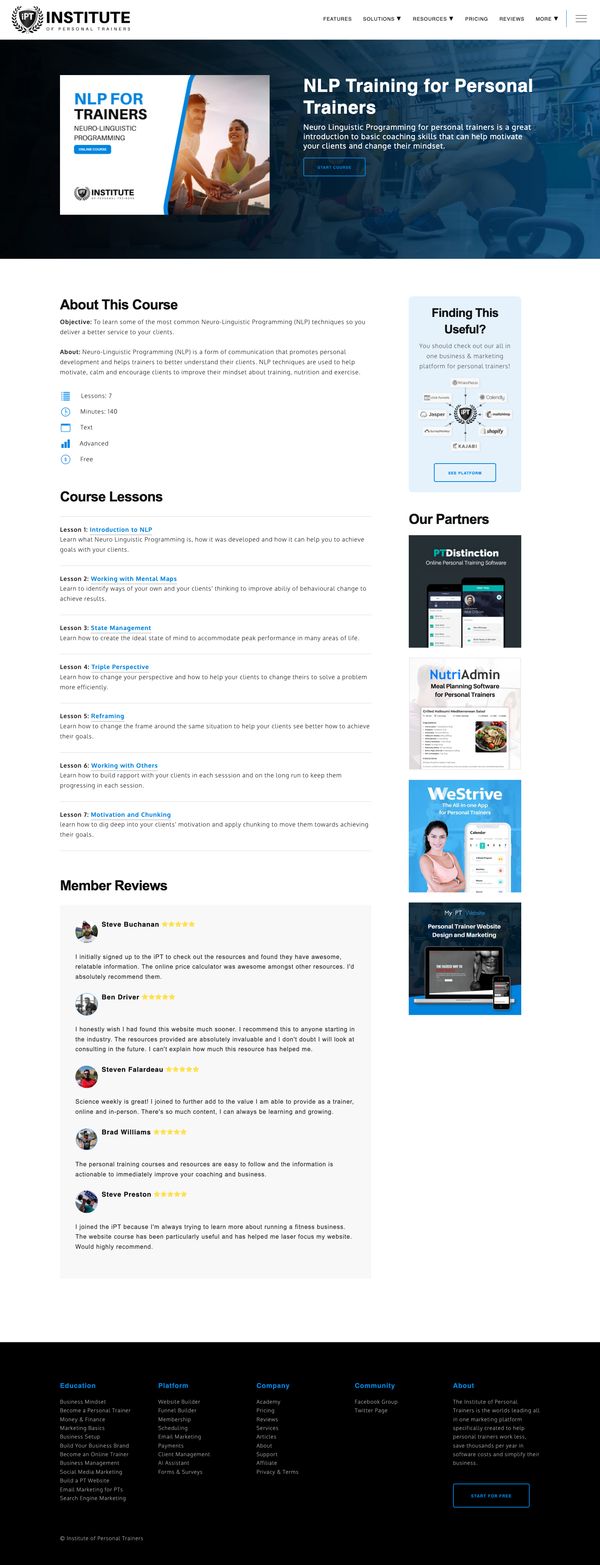 iPT INSTITUTE
OF PERSONAL TRAINERS
FEATURES SOLUTIONS ▼ RESOURCES ▼ PRICING REVIEWS MORE ▼
NLP FOR
TRAINERS
NEURO-LINGUISTIC
PROGRAMMING
ONLINE COURSE
INSTITUTE
OF PERSONAL TRAINERS
NLP Training for Personal
Trainers
Neuro Linguistic Programming for personal trainers is a great
introduction to basic coaching skills that can help motivate
your clients and change their mindset.
START COURSE
About This Course
Objective: To learn some of the most common Neuro-Linguistic Programming (NLP) techniques so you
deliver a better service to your clients.
About: Neuro-Linguistic Programming (NLP) is a form of communication that promotes personal
development and helps trainers to better understand their clients. NLP techniques are used to help
motivate, calm and encourage clients to improve their mindset about training, nutrition and exercise.
Lessons: 7
Minutes: 140
Text
Advanced
Free
Course Lessons
Lesson 1: Introduction to NLP
Learn what Neuro Linguistic Programming is, how it was developed and how it can help you to achieve
goals with your clients.
Lesson 2: Working with Mental Maps
Learn to identify ways of your own and your clients' thinking to improve abiliy of behavioural change to
achieve results.
Lesson 3: State Management
Learn how to create the ideal state of mind to accommodate peak performance in many areas of life.
Lesson 4: Triple Perspective
Learn how to change your perspective and how to help your clients to change theirs to solve a problem
more efficiently.
Lesson 5: Reframing
Learn how to change the frame around the same situation to help your clients see better how to achieve
their goals.
Lesson 6: Working with Others
Learn how to build rapport with your clients in each sesssion and on the long run to keep them
progressing in each session.
Lesson 7: Motivation and Chunking
learn how to dig deep into your clients' motivation and apply chunking to move them towards achieving
their goals.
Member Reviews
Steve Buchanan
I initially signed up to the iPT to check out the resources and found they have awesome,
relatable information. The online price calculator was awesome amongst other resources. I'd
absolutely recommend them.
Ben Driver
I honestly wish I had found this website much sooner. I recommend this to anyone starting in
the industry. The resources provided are absolutely invaluable and I don't doubt I will look at
consulting in the future. I can't explain how much this resource has helped me.
Steven Falardeau
Science weekly is great! I joined to further add to the value I am able to provide as a trainer,
online and in-person. There's so much content, I can always be learning and growing.
Brad Williams
The personal training courses and resources are easy to follow and the information is
actionable to immediately improve your coaching and business.
Steve Preston
I joined the iPT because I'm always trying to learn more about running a fitness business.
The website course has been particularly useful and has helped me laser focus my website.
Would highly recommend.
Finding This
Useful?
You should check out our all in
one business & marketing
platform for personal trainers!
Calendly
Jasper
iPT
mailchimp
shopify
KAJABI
SEE PLATFORM
Our Partners
PTDistinction
Online Personal Training Software
NutriAdmin
Meal Planning Software
for Personal Trainers
Grilled Halloumi Mediterranean Salad
WeStrive
The All-in-one App
for Personal Trainers
Calendar
My PT Website
Personal Trainer Website
Design and Marketing
Education
Business Mindset
Become a Personal Trainer
Money & Finance
Marketing Basics
Business Setup
Build Your Business Brand
Become an Online Trainer
Business Management
Social Media Marketing
Build a PT Website
Email Marketing for PTs
Search Engine Marketing
Platform
Website Builder
Funnel Builder
Membership
Scheduling
Email Marketing
Payments
Client Management
AI Assistant
Forms & Surveys
Company
Academy
Pricing
Reviews
Services
Articles
About
Support
Affiliate
Privacy & Terms
Community
Facebook Group
Twitter Page
About
The Institute of Personal
Trainers is the worlds leading all
in one marketing platform
specifically created to help
personal trainers work less,
save thousands per year in
software costs and simplify their
business.
START FOR FREE
© Institute of Personal Trainers